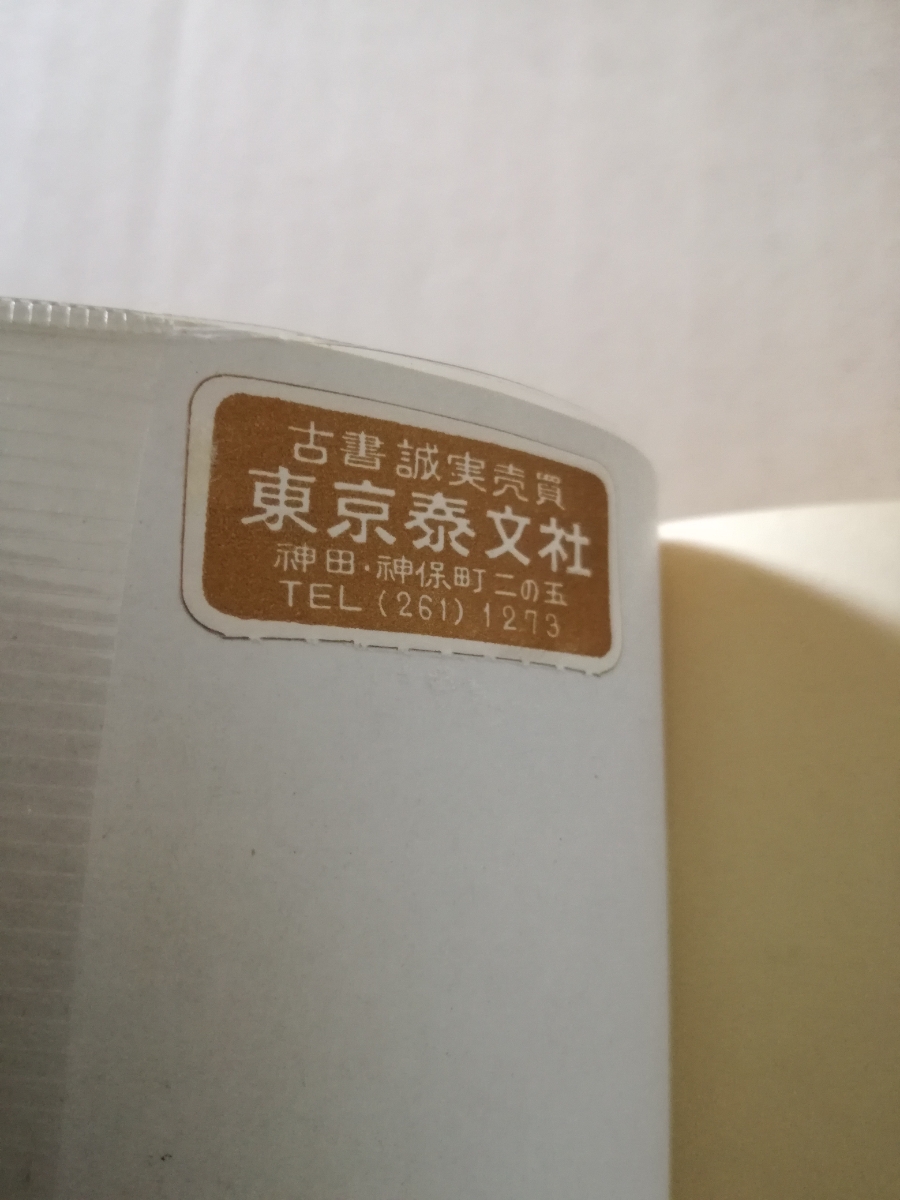 古書誠実売買
東京泰文社
神田・神保町二の五
TEL (261) 1273